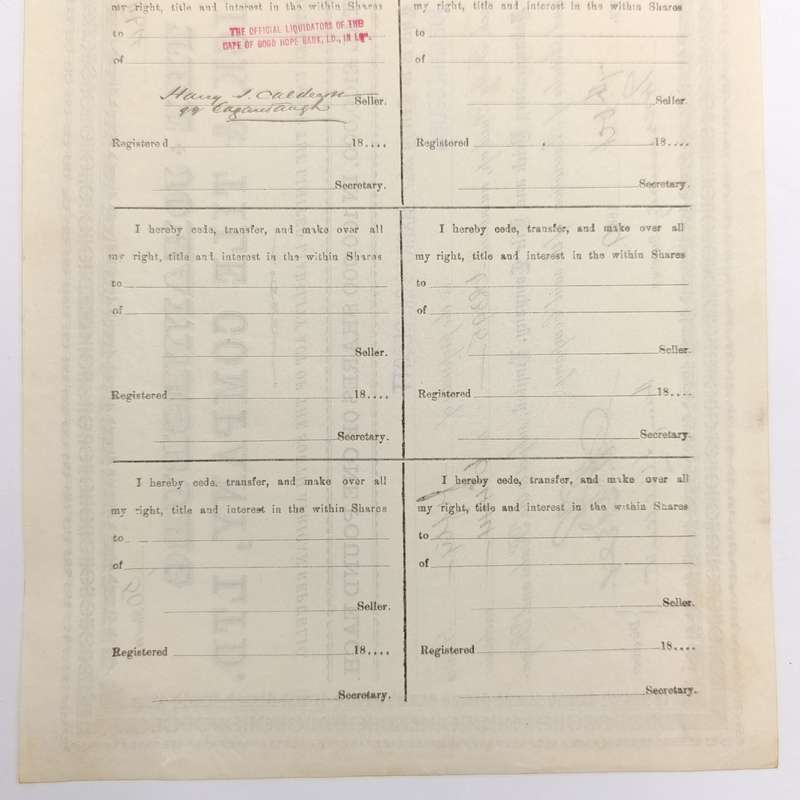 my right, title and interest in the within Shares
to THE OFFICIAL LIQUIDATORS OF THE
CAPE OF GOOD HOPE BANK, LD., IN
of
Harry S. Caldecott
Seller.
Registered 18....
Secretary.
my right, title and interest in the within Shares
to
of
Seller.
Registered 18....
Secretary.
I hereby cede, transfer, and make over all
my right, title and interest in the within Shares
to
of
Seller.
Registered 18....
Secretary.
I hereby cede, transfer, and make over all
my right, title and interest in the within Shares
to
of
Seller.
Registered 18....
Secretary.
I hereby cede, transfer, and make over all
my right, title and interest in the within Shares
to
of
Seller.
Registered 18....
Secretary.
I hereby cede, transfer, and make over all
my right, title and interest in the within Shares
to
of
Seller.
Registered 18....
Secretary.